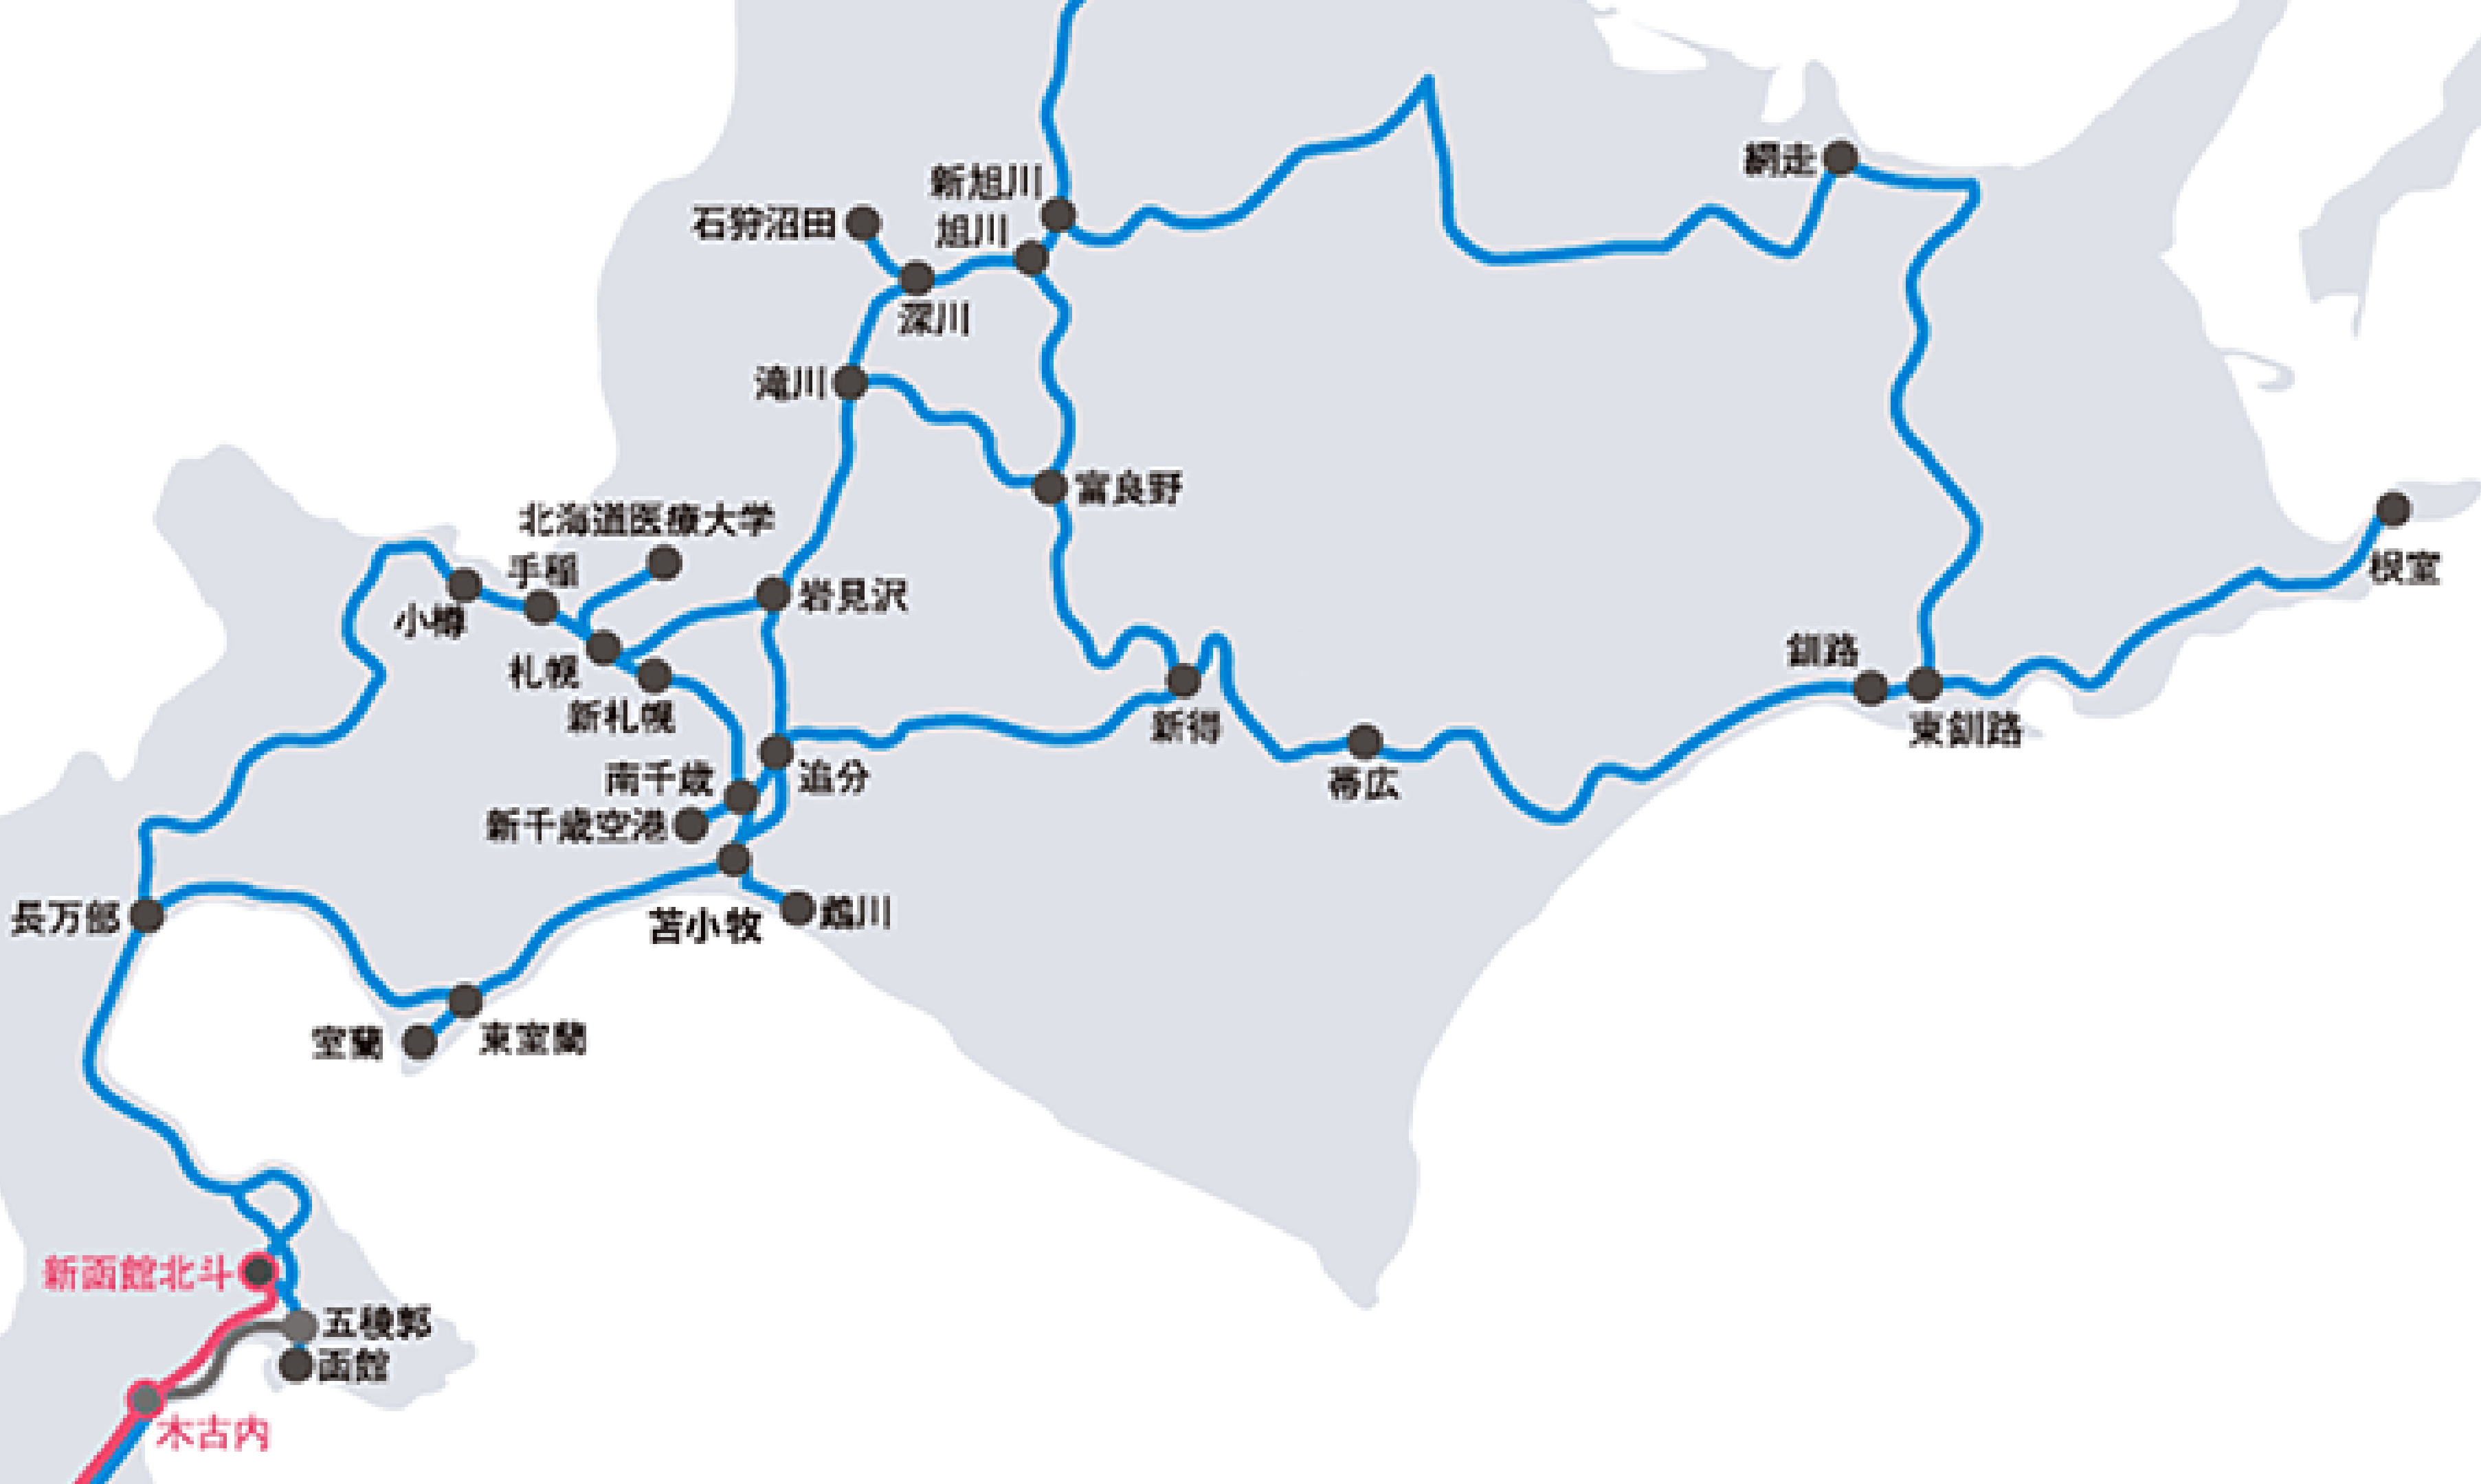 網走
新旭川
石狩沼田
旭川
深川
滝川
富良野
北海道医療大学
手稲
根室
岩見沢
小樽
札幌
釧路
新札幌
新得
東釧路
南千歳
追分
帯広
新千歳空港
長万部
苫小牧
鵡川
室蘭
東室蘭
新函館北斗
五稜郭
函館
木古内